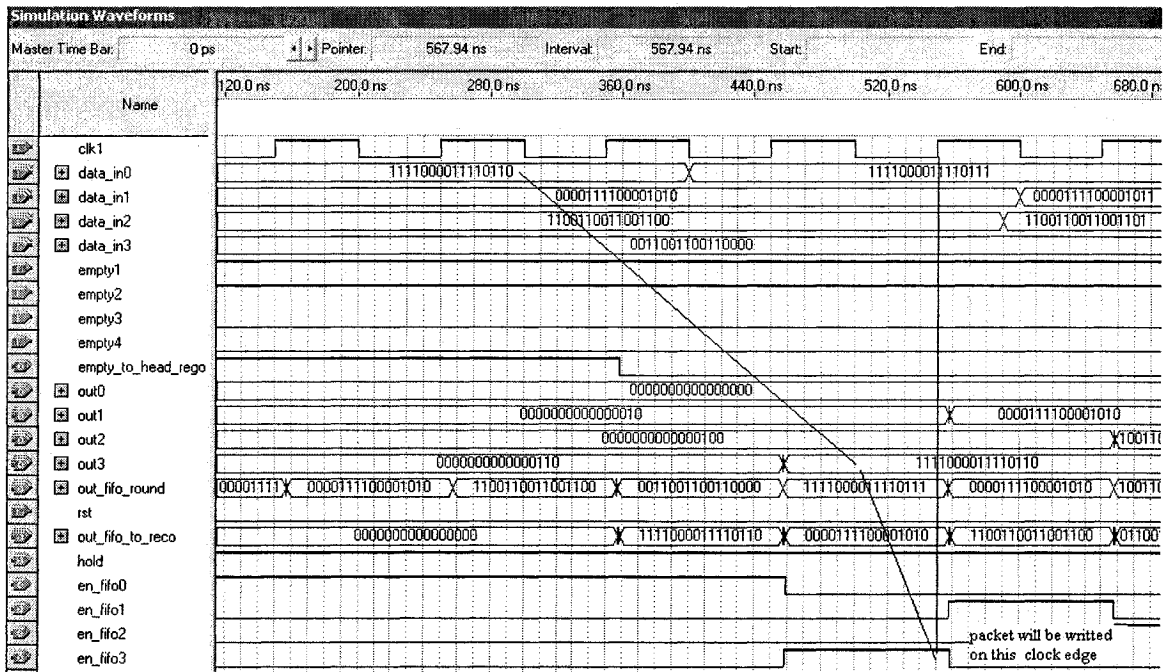 Simulation Waveforms
Master Time Bar: 0 ps Pointer: 567.94 ns Interval: 567.94 ns Start: End:
Name
120.0 ns 200.0 ns 280.0 ns 360.0 ns 440.0 ns 520.0 ns 600.0 ns 680.0 n
clk1
data_in0 1111000011110110 1111000011110111
data_in1 0000111100001010 0000111100001011
data_in2 1100110011001100 1100110011001101
data_in3 0011001100110000
empty1
empty2
empty3
empty4
empty_to_head_rego
out0 0000000000000000
out1 0000000000000010 0000111100001010
out2 0000000000000100 100110
out3 0000000000000110 1111000011110110
out_fifo_round 00001111 0000111100001010 1100110011001100 0011001100110000 1111000011110111 0000111100001010 100110
rst
out_fifo_to_reco 0000000000000000 1111000011110110 0000111100001010 1100110011001100 01100
hold
en_fifo0
en_fifo1
en_fifo2
en_fifo3
packet will be writted
on this clock edge